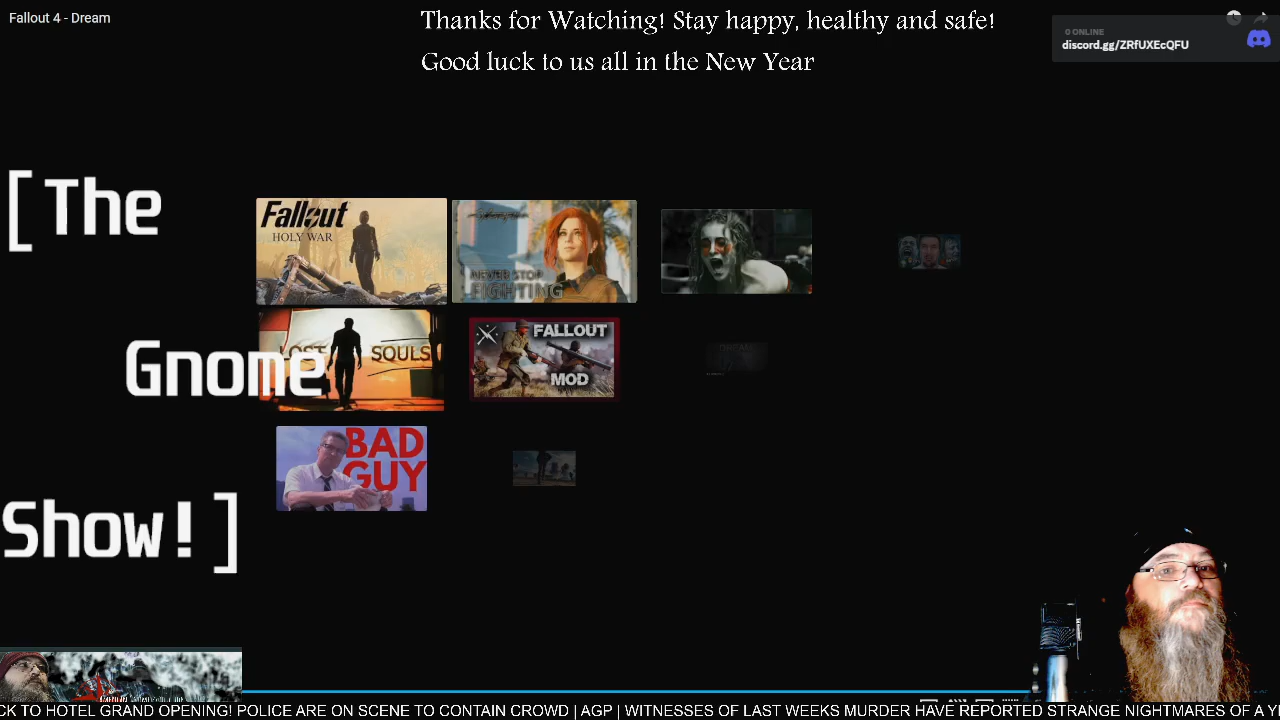 Fallout 4 - Dream
Thanks for Watching! Stay happy, healthy and safe!
Good luck to us all in the New Year
0 ONLINE
discord.gg/ZRfUXEcQFU
[The
Gnome
Show!]
Fallout
HOLY WAR
NEVER STOP
FIGHTING
LOST SOULS
FALLOUT
MOD
BAD
GUY
CK TO HOTEL GRAND OPENING! POLICE ARE ON SCENE TO CONTAIN CROWD | AGP | WITNESSES OF LAST WEEKS MURDER HAVE REPORTED STRANGE NIGHTMARES OF A Y